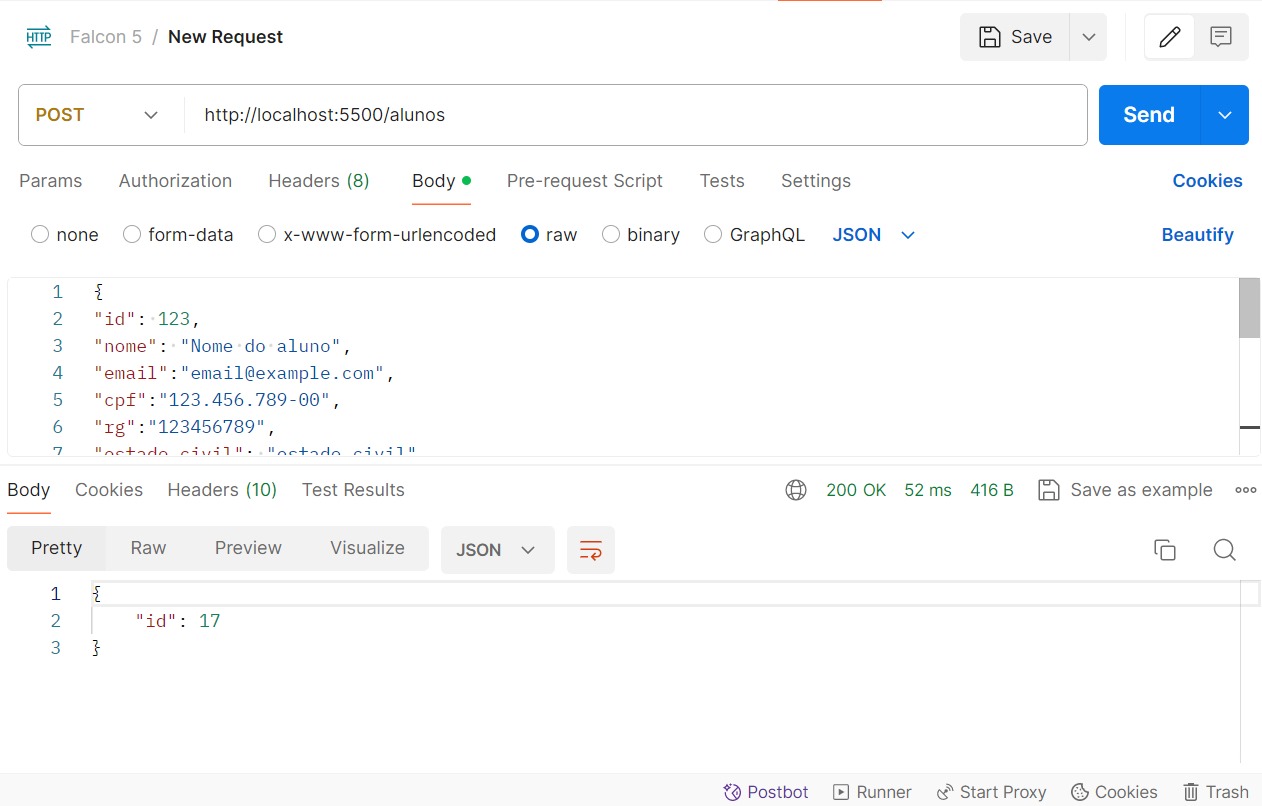 HTTP Falcon 5 / New Request Save
POST http://localhost:5500/alunos Send
Params Authorization Headers (8) Body Pre-request Script Tests Settings Cookies
none form-data x-www-form-urlencoded raw binary GraphQL JSON Beautify
1 {
2 "id": 123,
3 "nome": "Nome do aluno",
4 "email":"email@example.com",
5 "cpf":"123.456.789-00",
6 "rg":"123456789",
7 "estado_civil": "estado civil"
Body Cookies Headers (10) Test Results 200 OK 52 ms 416 B Save as example
Pretty Raw Preview Visualize JSON
1 {
2 "id": 17
3 }
Postbot Runner Start Proxy Cookies Trash